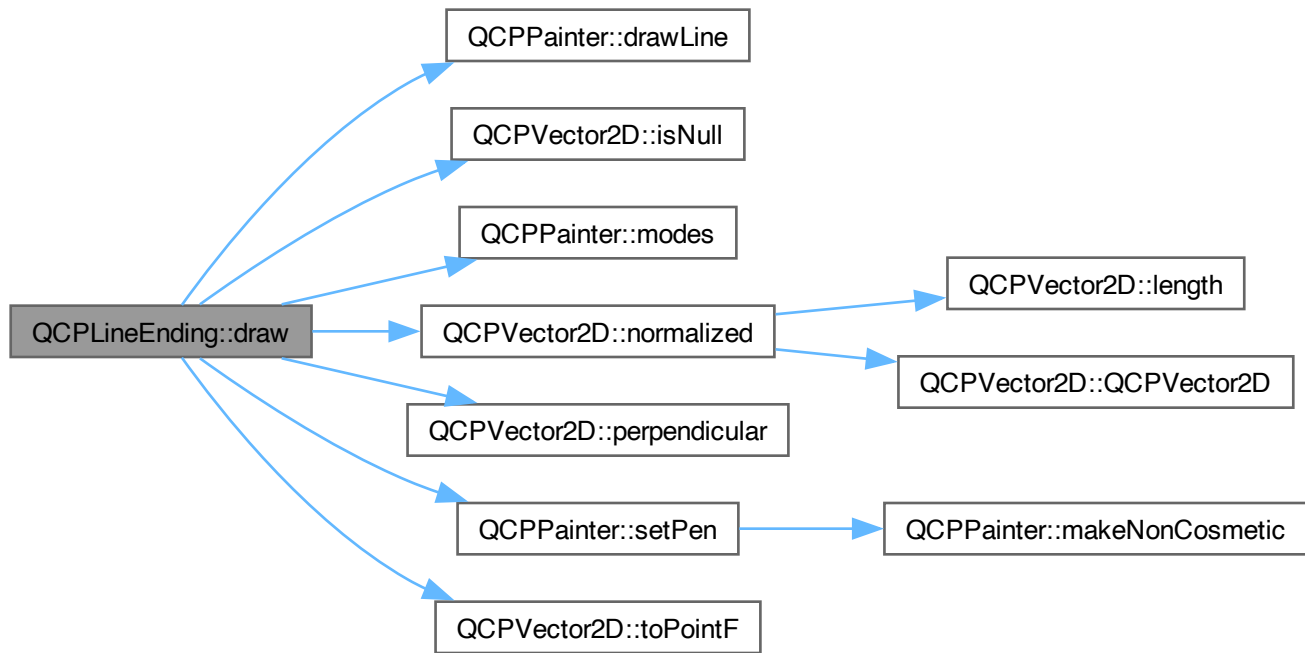 QCPPainter::drawLine
QCPVector2D::isNull
QCPPainter::modes
QCPVector2D::length
QCPLineEnding::draw
QCPVector2D::normalized
QCPVector2D::QCPVector2D
QCPVector2D::perpendicular
QCPPainter::setPen
QCPPainter::makeNonCosmetic
QCPVector2D::toPointF